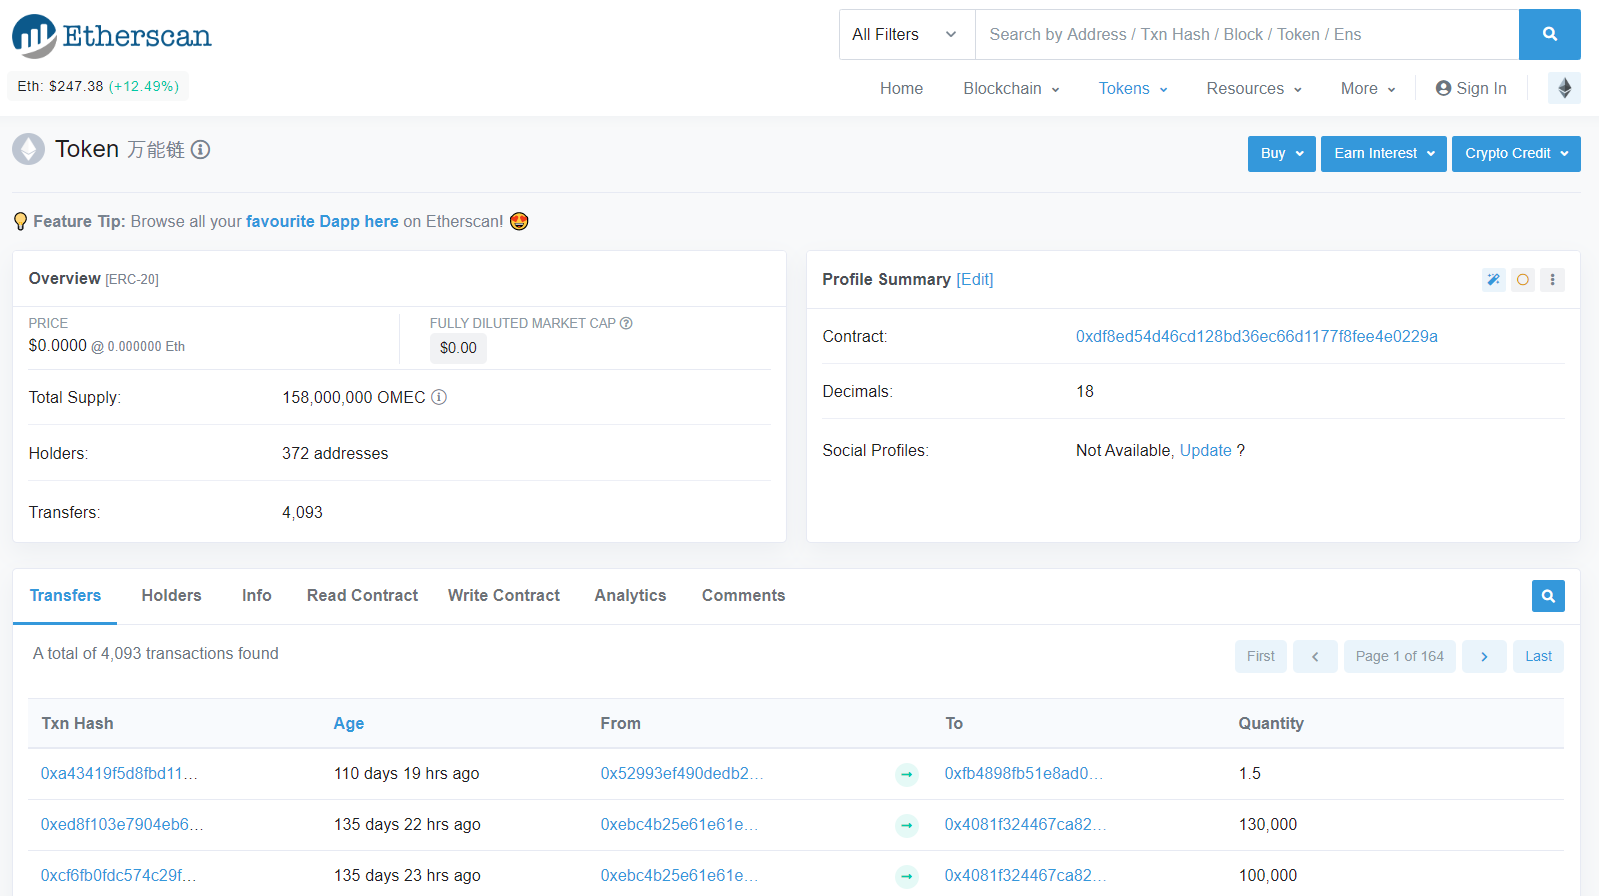 Etherscan
All Filters
Search by Address / Txn Hash / Block / Token / Ens
Eth: $247.38 (+12.49%)
Home Blockchain Tokens Resources More Sign In
Token 万能链
Buy Earn Interest Crypto Credit
Feature Tip: Browse all your favourite Dapp here on Etherscan!
Overview [ERC-20]
PRICE
$0.0000 @ 0.000000 Eth
FULLY DILUTED MARKET CAP
$0.00
Total Supply: 158,000,000 OMEC
Holders: 372 addresses
Transfers: 4,093
Profile Summary [Edit]
Contract: 0xdf8ed54d46cd128bd36ec66d1177f8fee4e0229a
Decimals: 18
Social Profiles: Not Available, Update ?
Transfers Holders Info Read Contract Write Contract Analytics Comments
A total of 4,093 transactions found
First Page 1 of 164 Last
Txn Hash Age From To Quantity
0xa43419f5d8fbd11... 110 days 19 hrs ago 0x52993ef490dedb2... 0xfb4898fb51e8ad0... 1.5
0xed8f103e7904eb6... 135 days 22 hrs ago 0xebc4b25e61e61e... 0x4081f324467ca82... 130,000
0xcf6fb0fdc574c29f... 135 days 23 hrs ago 0xebc4b25e61e61e... 0x4081f324467ca82... 100,000